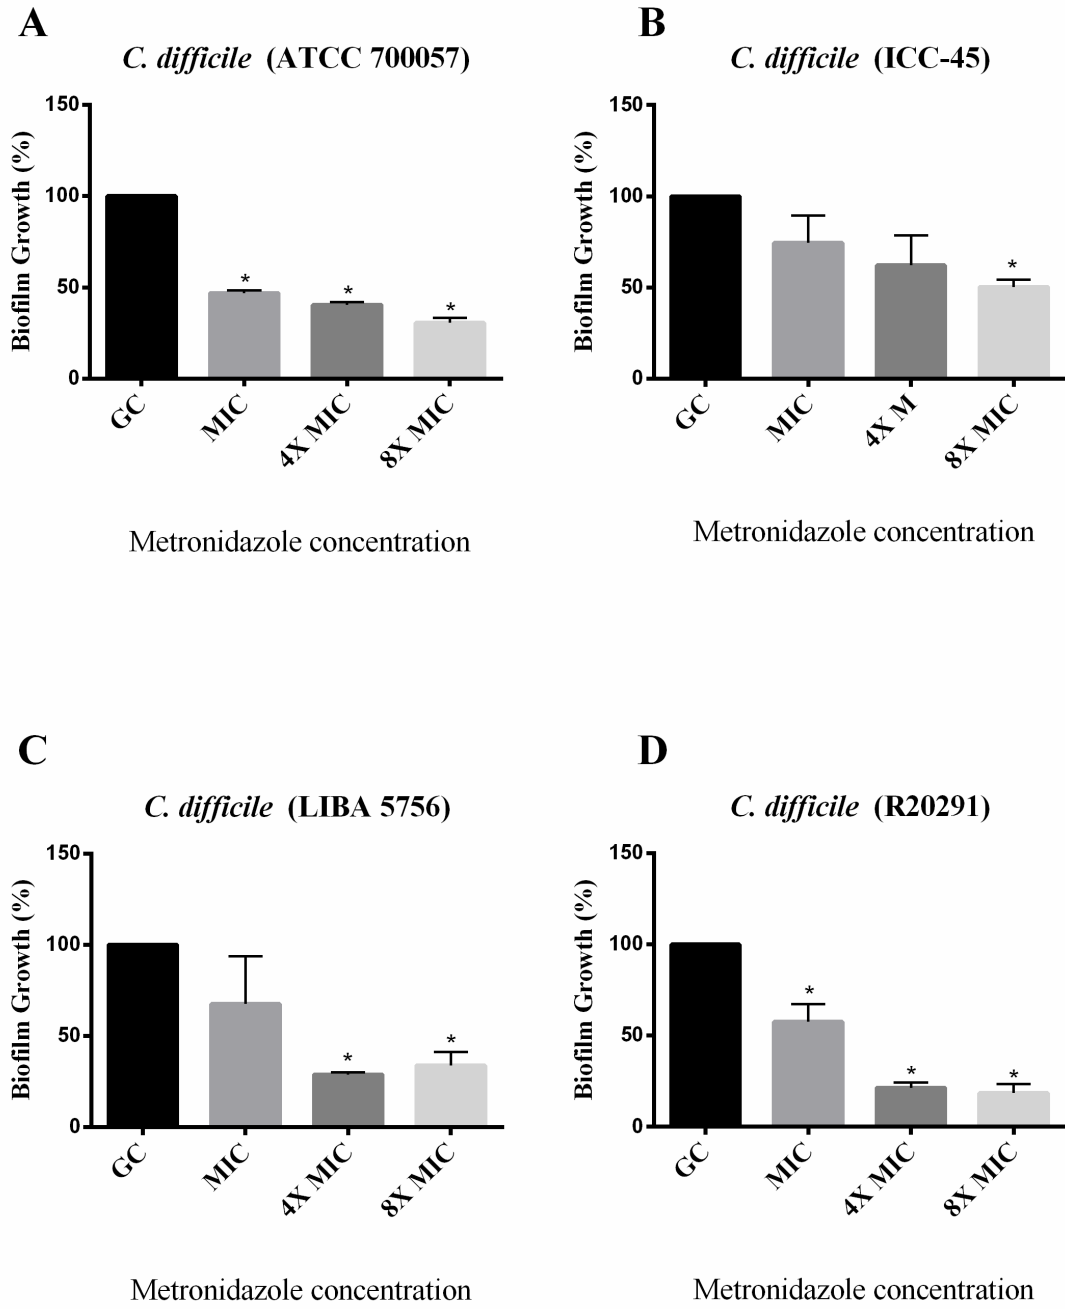 A
C. difficile (ATCC 700057)
150
100
50
0
Biofilm Growth (%)
*
*
*
GC
MIC
4X MIC
8X MIC
Metronidazole concentration
B
C. difficile (ICC-45)
150
100
50
0
Biofilm Growth (%)
*
GC
MIC
4X M
8X MIC
Metronidazole concentration
C
C. difficile (LIBA 5756)
150
100
50
0
Biofilm Growth (%)
*
*
GC
MIC
4X MIC
8X MIC
Metronidazole concentration
D
C. difficile (R20291)
150
100
50
0
Biofilm Growth (%)
*
*
*
GC
MIC
4X MIC
8X MIC
Metronidazole concentration